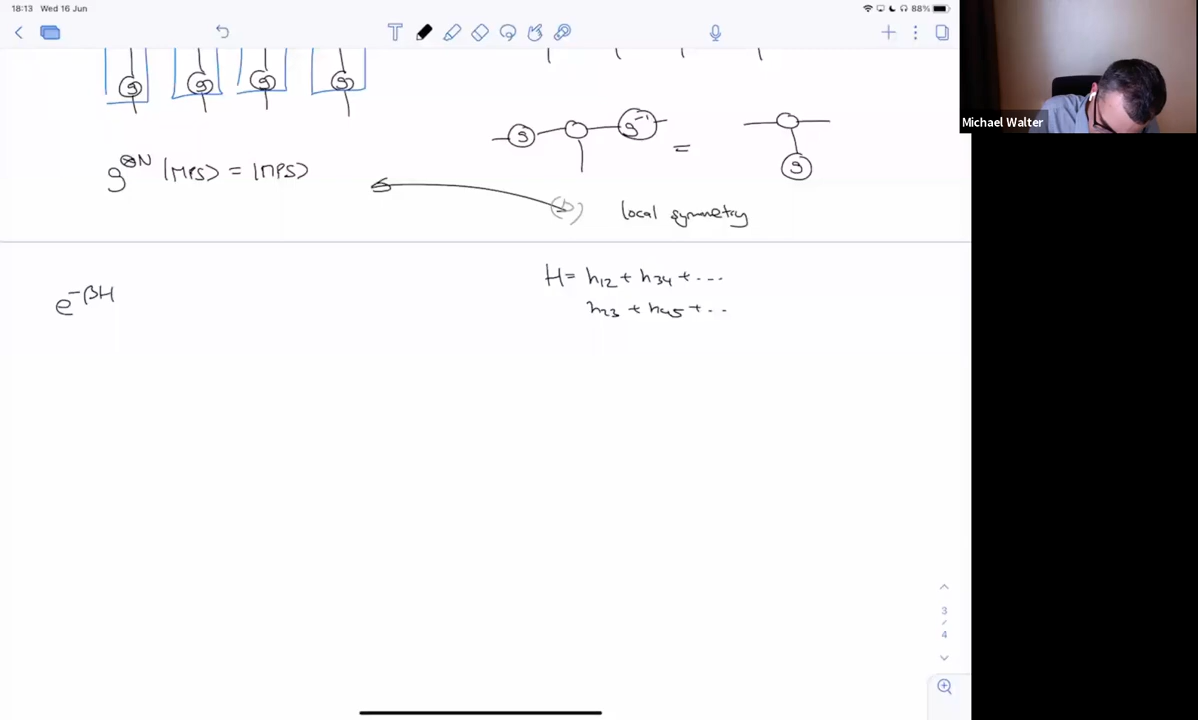 18:13 Wed 16 Jun 88%
T
g g g g
g g⁻¹ = g
g^{⊗N} |MPS> = |MPS>
(b) local symmetry
H = h₁₂ + h₃₄ + ...
h₂₃ + h₄₅ + ..
e^{-βH}
3
/
4
Michael Walter